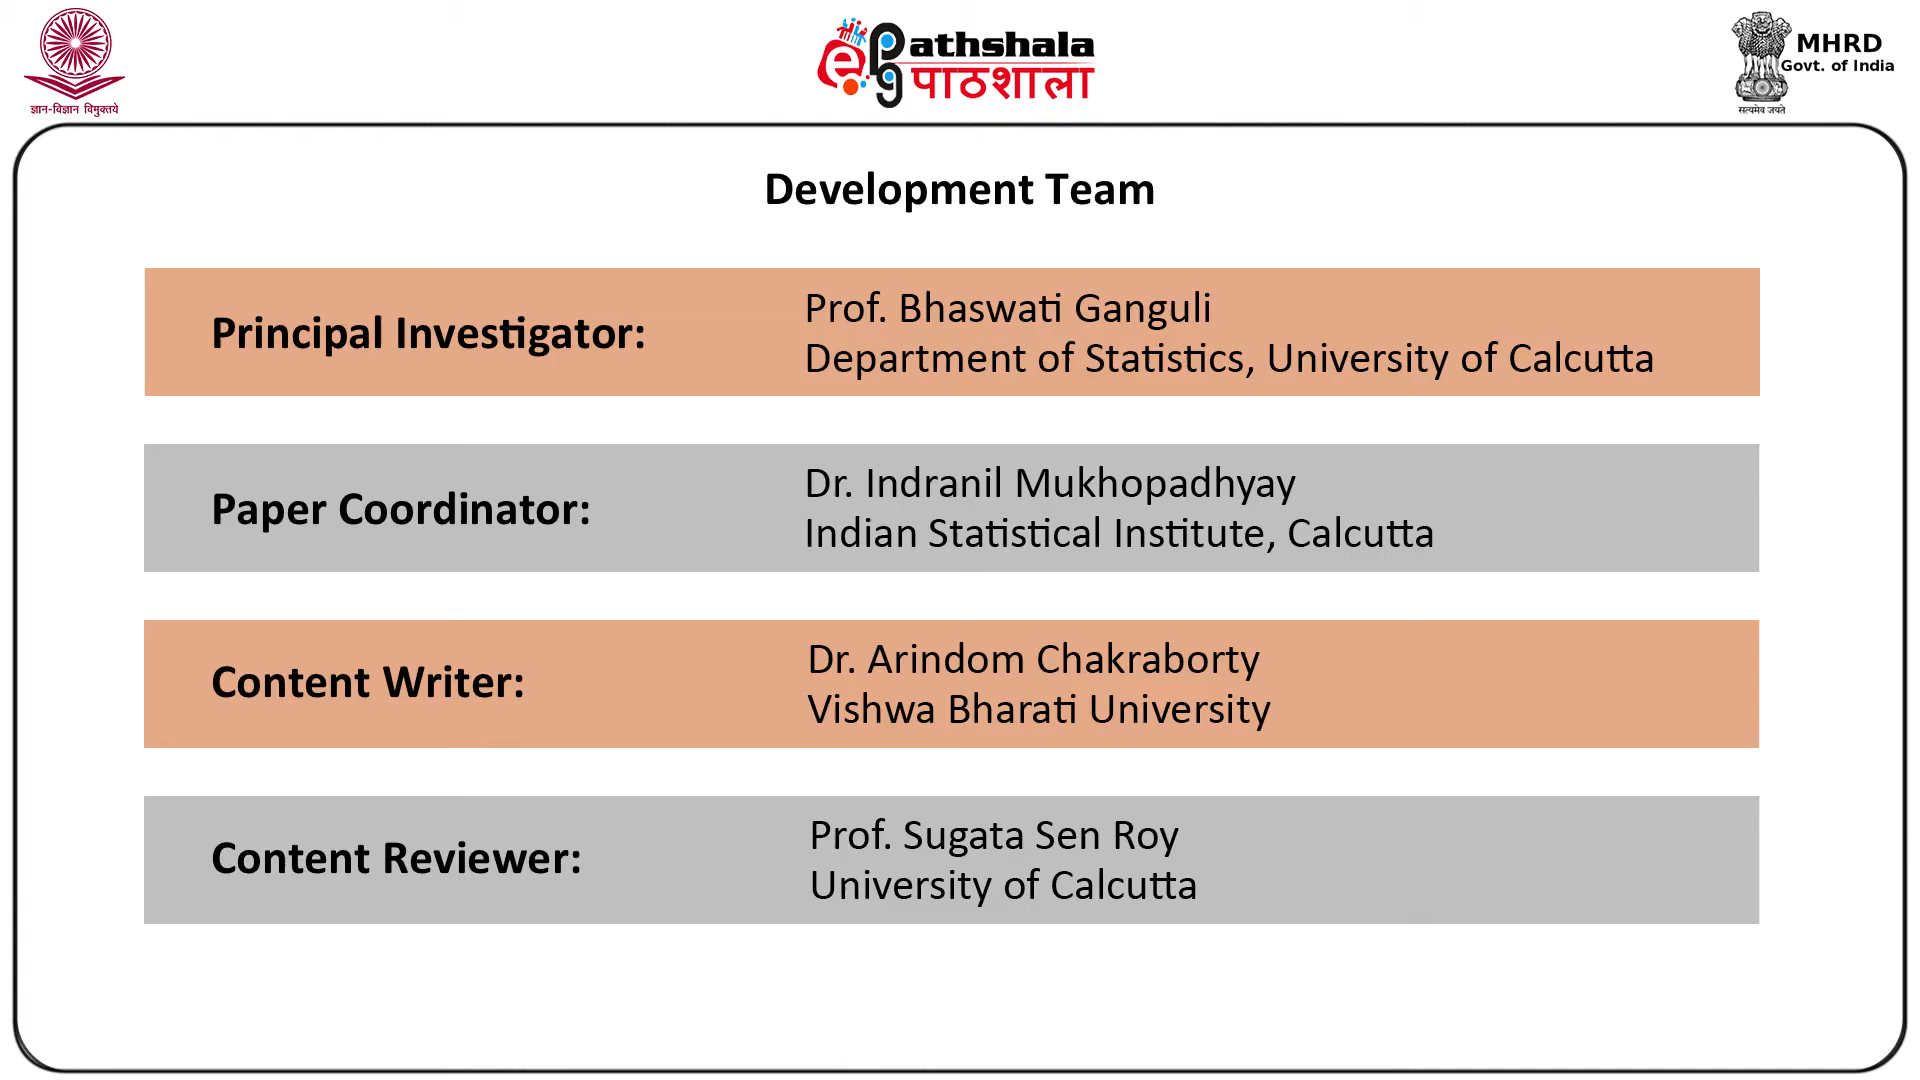 ज्ञान-विज्ञान विमुक्तये
e Pathshala
पाठशाला
pg
MHRD
Govt. of India
सत्यमेव जयते
Development Team
Principal Investigator:
Prof. Bhaswati Ganguli
Department of Statistics, University of Calcutta
Paper Coordinator:
Dr. Indranil Mukhopadhyay
Indian Statistical Institute, Calcutta
Content Writer:
Dr. Arindom Chakraborty
Vishwa Bharati University
Content Reviewer:
Prof. Sugata Sen Roy
University of Calcutta